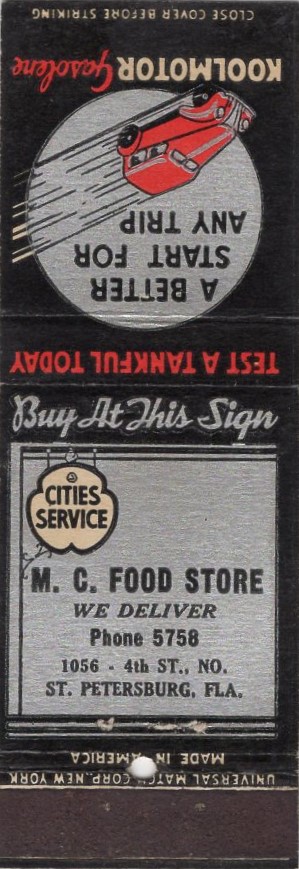 CLOSE COVER BEFORE STRIKING
KOOLMOTOR Gasolene
A BETTER
START FOR
ANY TRIP
TEST A TANKFUL TODAY
Buy At This Sign
CITIES
SERVICE
M. C. FOOD STORE
WE DELIVER
Phone 5758
1056 - 4th ST., NO.
ST. PETERSBURG, FLA.
MADE IN AMERICA
UNIVERSAL MATCH CORP. NEW YORK